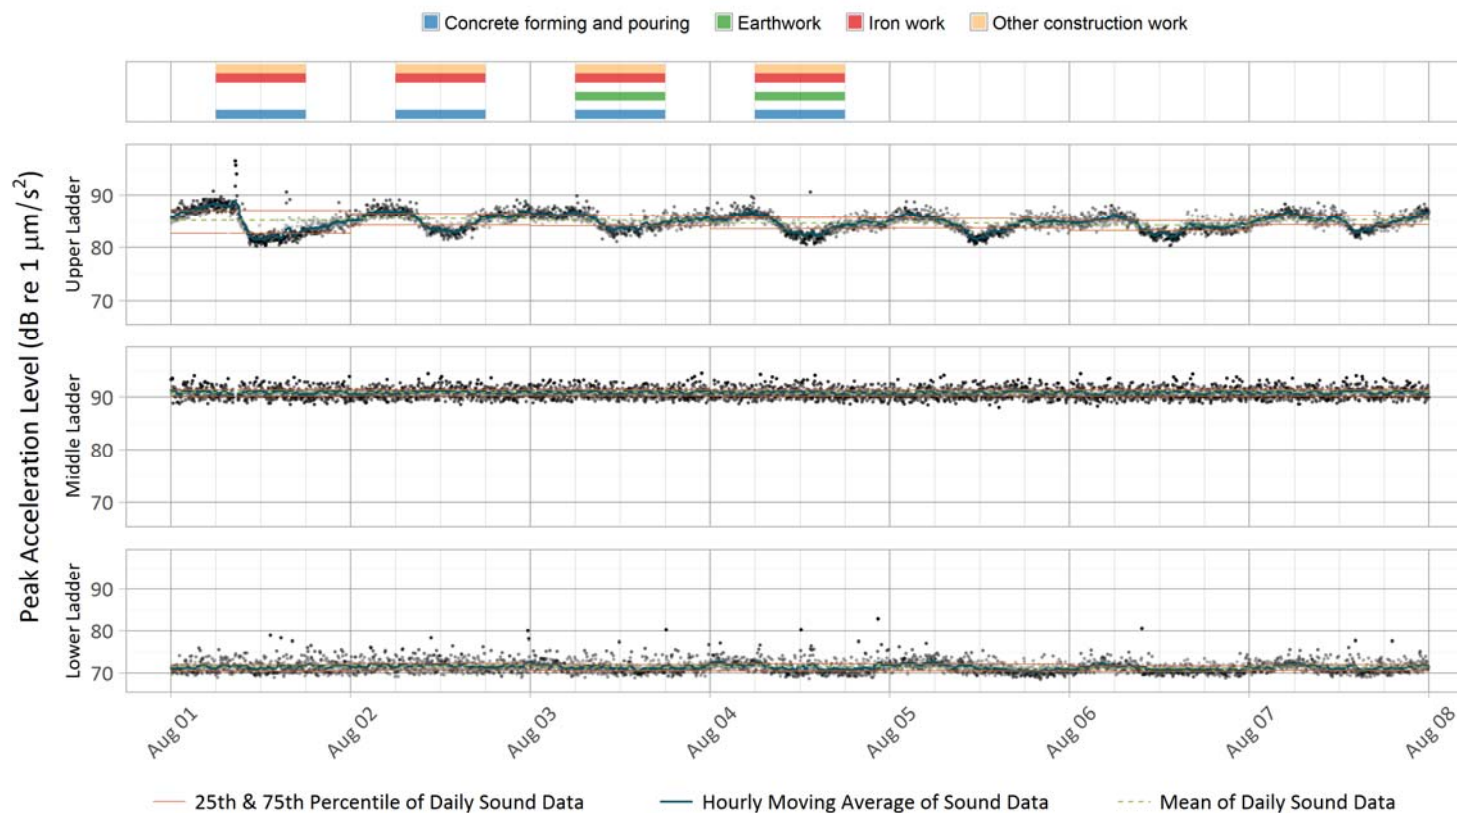 Concrete forming and pouring Earthwork Iron work Other construction work
Peak Acceleration Level (dB re 1 μm/s²)
Upper Ladder
90
80
70
Middle Ladder
90
80
70
Lower Ladder
90
80
70
Aug 01 Aug 02 Aug 03 Aug 04 Aug 05 Aug 06 Aug 07 Aug 08
25th & 75th Percentile of Daily Sound Data Hourly Moving Average of Sound Data Mean of Daily Sound Data